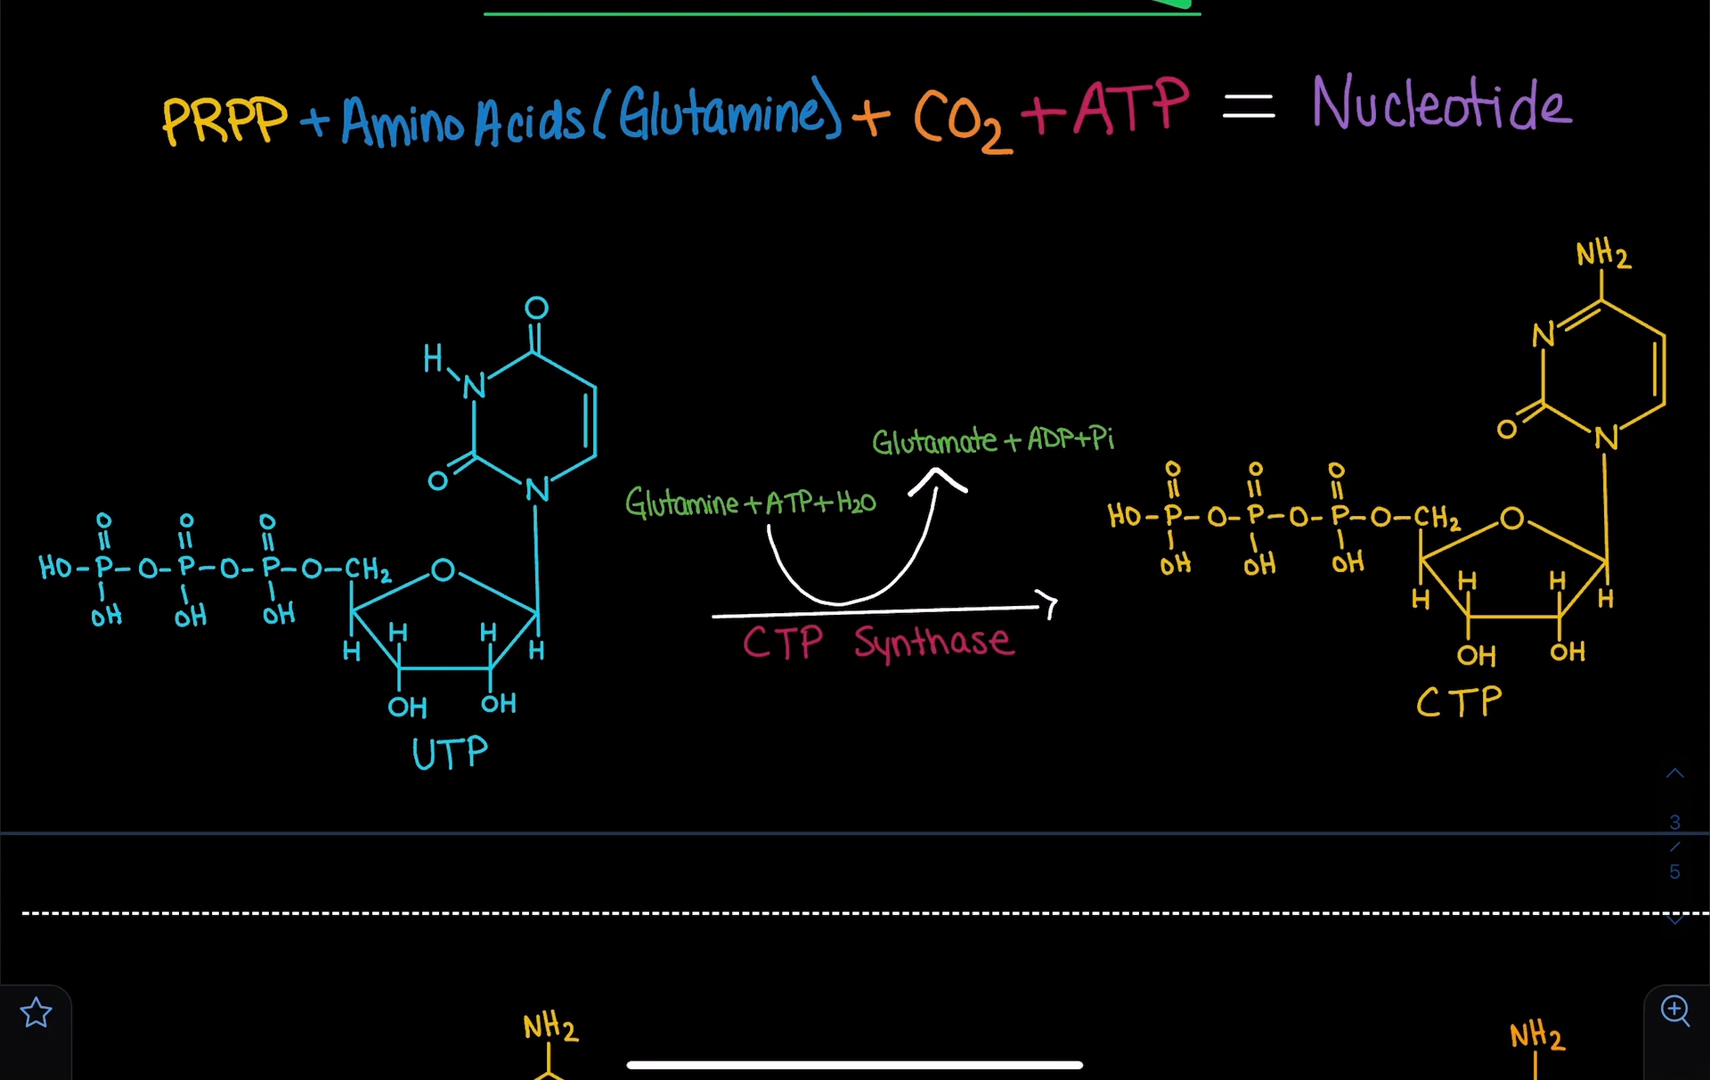 PRPP + Amino Acids (Glutamine) + CO2 + ATP = Nucleotide
NH2
O
H
N
N
O
O
N
N
Glutamate + ADP + Pi
Glutamine + ATP + H2O
O O O
HO-P-O-P-O-P-O-CH2 O
OH OH OH
H H H H
OH OH
UTP
CTP Synthase
O O O
HO-P-O-P-O-P-O-CH2 O
OH OH OH
H H H H
OH OH
CTP
3
/
5
NH2
NH2